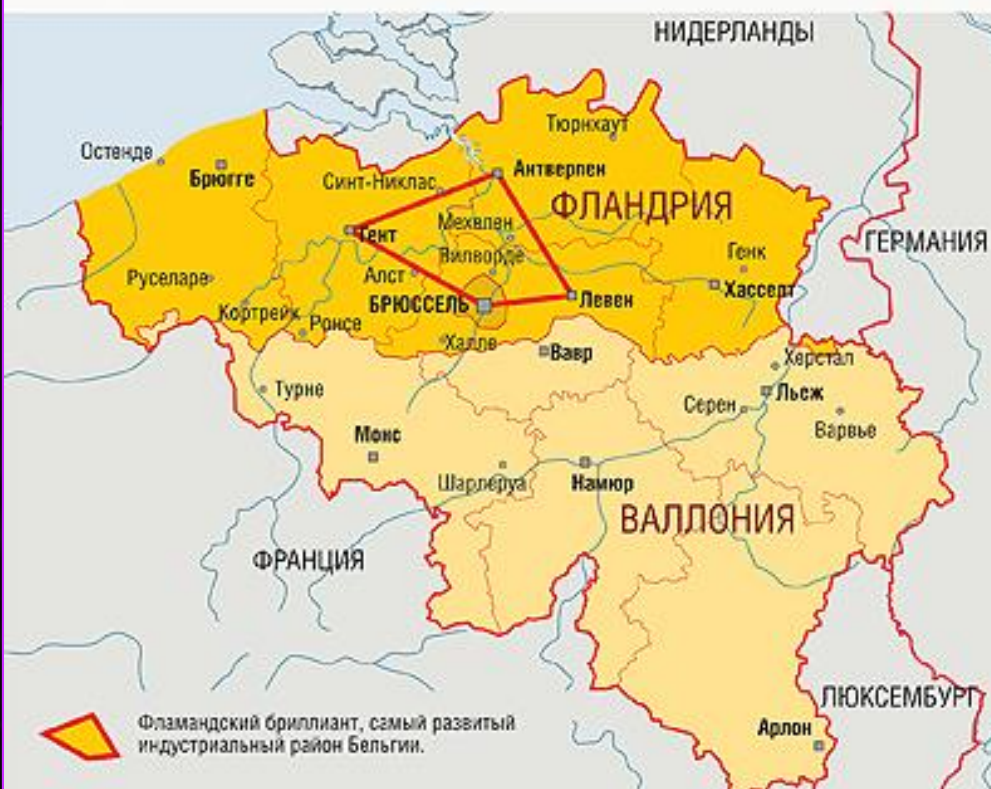 НИДЕРЛАНДЫ
Тюрнхаут
Остенде
Брюгге
Синт-Никлас
Антверпен
ФЛАНДРИЯ
Мехелен
Гент
ГЕРМАНИЯ
Вилворде
Генк
Руселаре
Алст
Хасселт
БРЮССЕЛЬ
Левен
Кортрейк
Ронсе
Халле
Вавр
Херстал
Турне
Льеж
Серен
Варвье
Монс
Шарлеруа
Намюр
ВАЛЛОНИЯ
ФРАНЦИЯ
ЛЮКСЕМБУРГ
Фламандский бриллиант, самый развитый
индустриальный район Бельгии.
Арлон